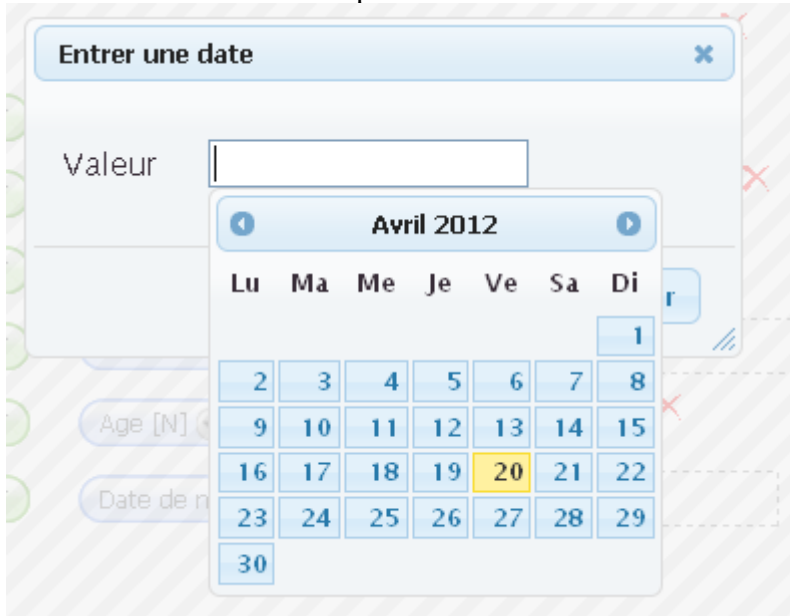 Entrer une date
Valeur
Avril 2012
Lu Ma Me Je Ve Sa Di
1
2 3 4 5 6 7 8
9 10 11 12 13 14 15
16 17 18 19 20 21 22
23 24 25 26 27 28 29
30
r
Age [N]
Date de n